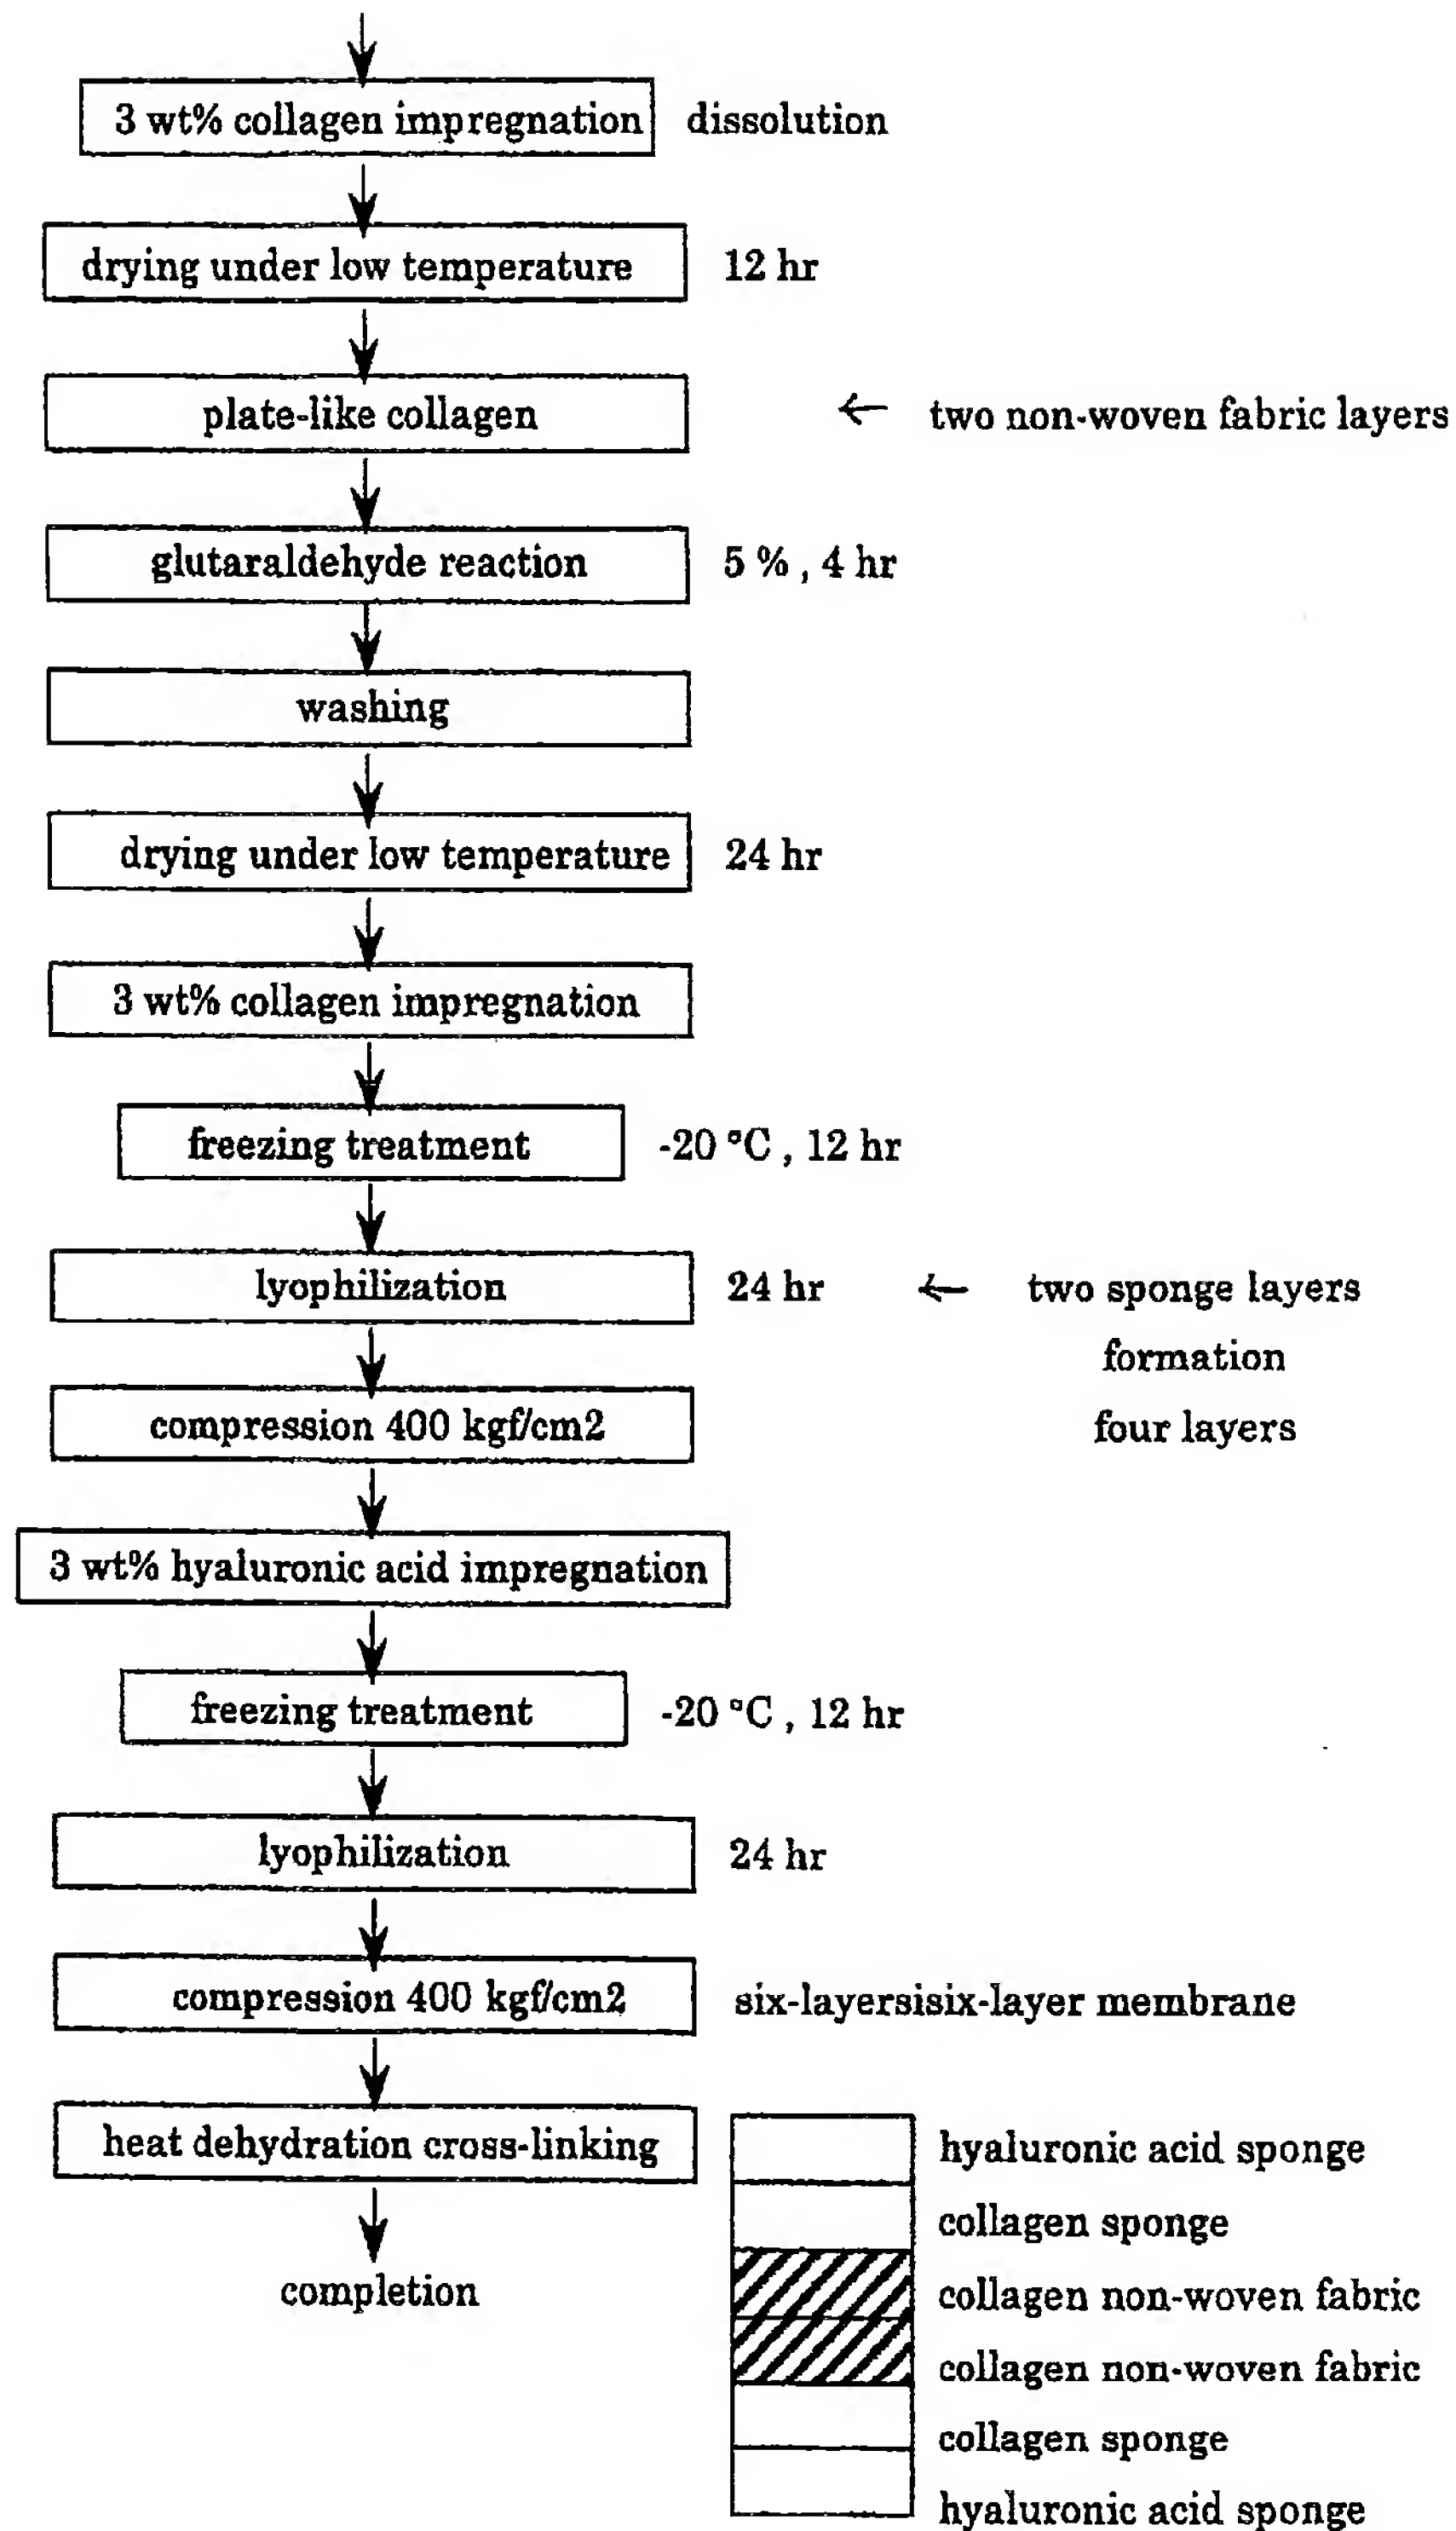 3 wt% collagen impregnation dissolution
drying under low temperature 12 hr
plate-like collagen ← two non-woven fabric layers
glutaraldehyde reaction 5 % , 4 hr
washing
drying under low temperature 24 hr
3 wt% collagen impregnation
freezing treatment -20 °C , 12 hr
lyophilization 24 hr ← two sponge layers
formation
compression 400 kgf/cm2 four layers
3 wt% hyaluronic acid impregnation
freezing treatment -20 °C , 12 hr
lyophilization 24 hr
compression 400 kgf/cm2 six-layersisix-layer membrane
heat dehydration cross-linking
hyaluronic acid sponge
collagen sponge
completion
collagen non-woven fabric
collagen non-woven fabric
collagen sponge
hyaluronic acid sponge